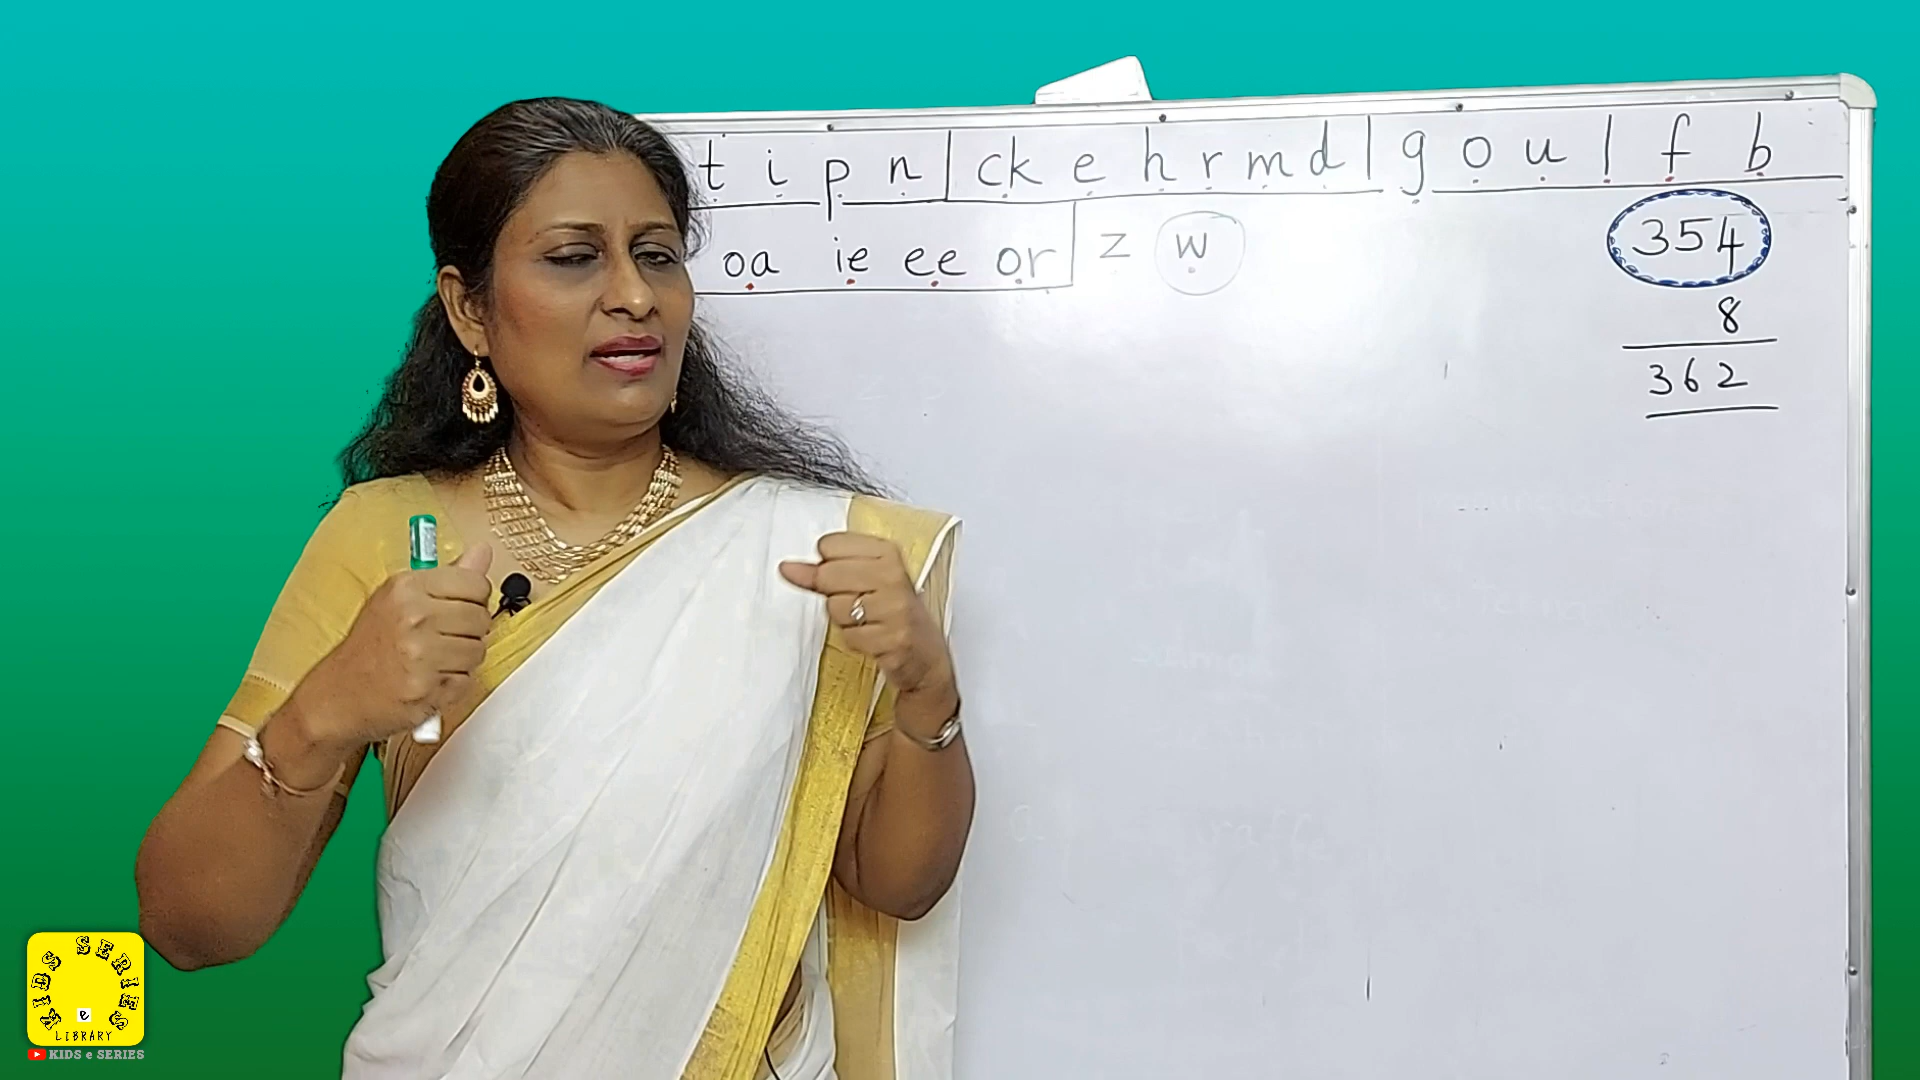 t i p n | ck e h r m d | g o u l f b
oa ie ee or z w
354
8
362
KIDS SERIES
e
LIBRARY
KIDS e SERIES